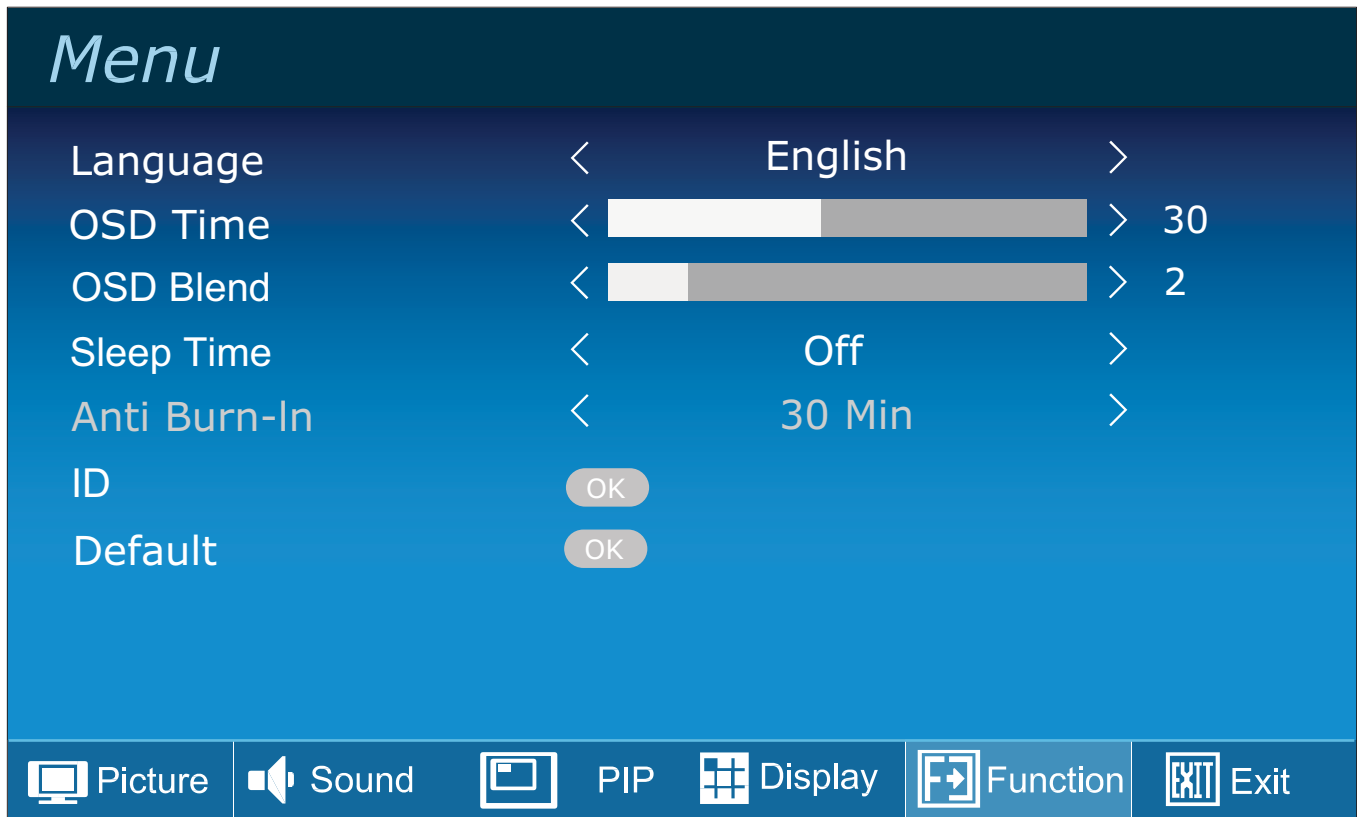 Menu
Language < English >
OSD Time < > 30
OSD Blend < > 2
Sleep Time < Off >
Anti Burn-In < 30 Min >
ID OK
Default OK
Picture Sound PIP Display F Function EXIT Exit